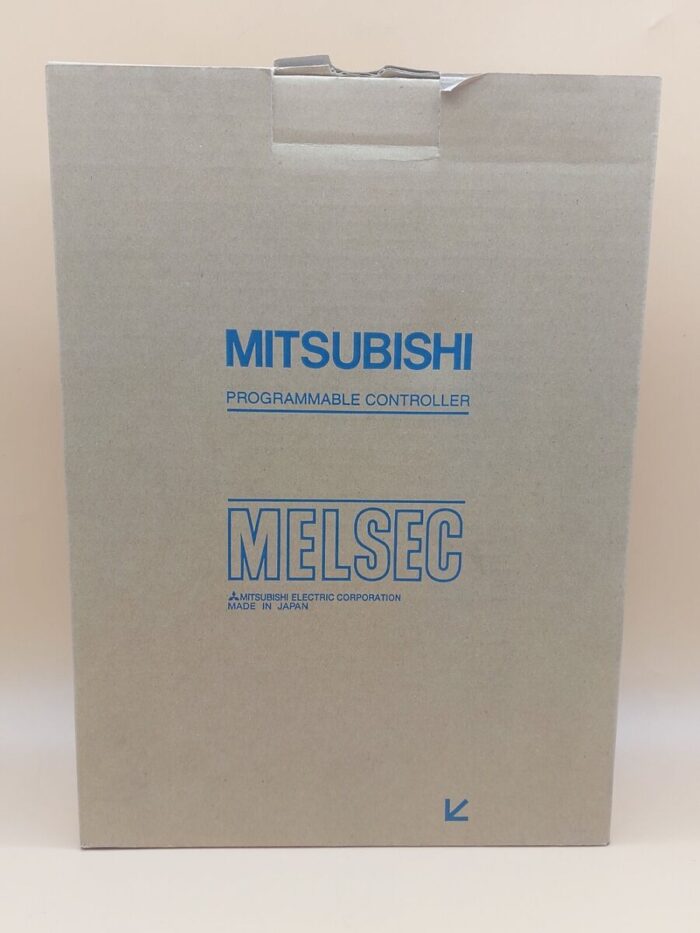 MITSUBISHI
PROGRAMMABLE CONTROLLER
MELSEC
MITSUBISHI ELECTRIC CORPORATION
MADE IN JAPAN